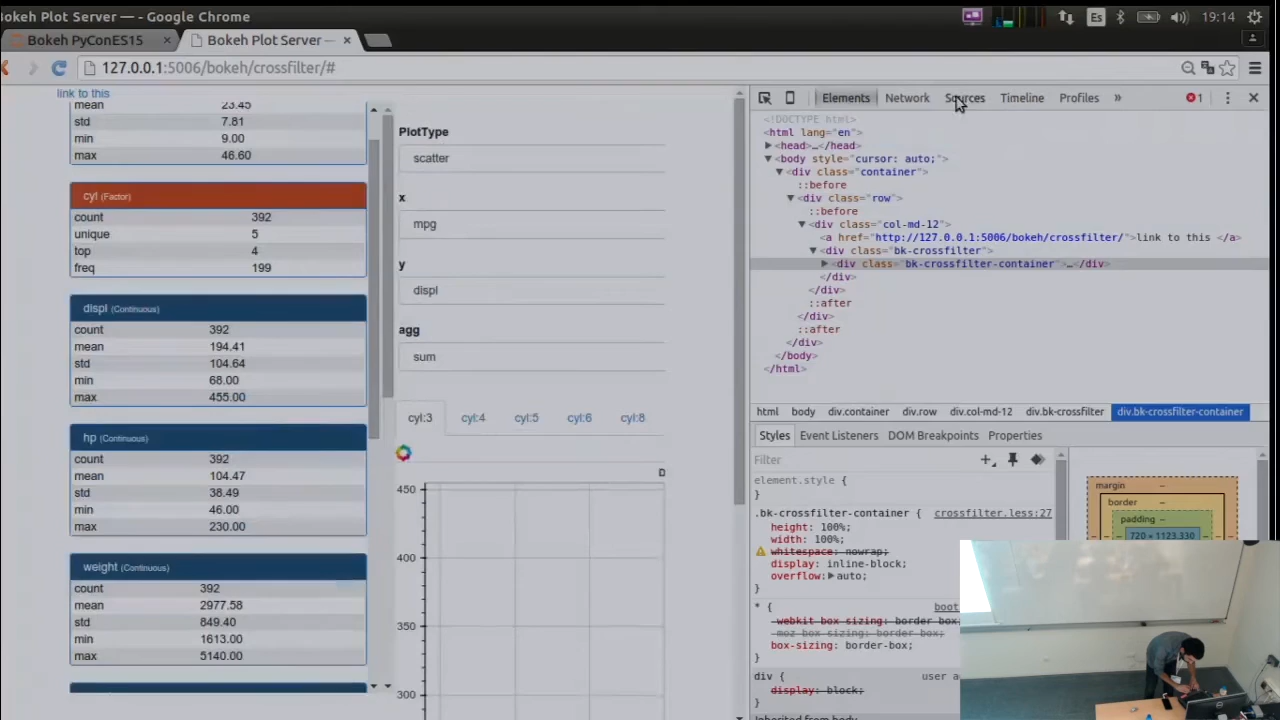 Bokeh Plot Server — - Google Chrome
Es
19:14
Bokeh PyConES15 ×
Bokeh Plot Server — ×
127.0.0.1:5006/bokeh/crossfilter/#
link to this
mean 23.45
std 7.81
min 9.00
max 46.60
cyl (Factor)
count 392
unique 5
top 4
freq 199
displ (Continuous)
count 392
mean 194.41
std 104.64
min 68.00
max 455.00
hp (Continuous)
count 392
mean 104.47
std 38.49
min 46.00
max 230.00
weight (Continuous)
count 392
mean 2977.58
std 849.40
min 1613.00
max 5140.00
PlotType
scatter
x
mpg
y
displ
agg
sum
cyl:3 cyl:4 cyl:5 cyl:6 cyl:8
D
450
400
350
300
Elements Network Sources Timeline Profiles » 1
<!DOCTYPE html>
<html lang="en">
<head>…</head>
<body style="cursor: auto;">
<div class="container">
::before
<div class="row">
::before
<div class="col-md-12">
<a href="http://127.0.0.1:5006/bokeh/crossfilter/">link to this </a>
<div class="bk-crossfilter">
<div class="bk-crossfilter-container">…</div>
</div>
</div>
::after
</div>
::after
</div>
</body>
</html>
html body div.container div.row div.col-md-12 div.bk-crossfilter div.bk-crossfilter-container
Styles Event Listeners DOM Breakpoints Properties
Filter
element.style {
}
.bk-crossfilter-container { crossfilter.less:27
height: 100%;
width: 100%;
whitespace: nowrap;
display: inline-block;
overflow: auto;
}
* { boot
-webkit-box-sizing: border-box;
-moz-box-sizing: border-box;
box-sizing: border-box;
}
div { user a
display: block;
}
Inherited from body
margin –
border –
padding –
720 × 1123.330